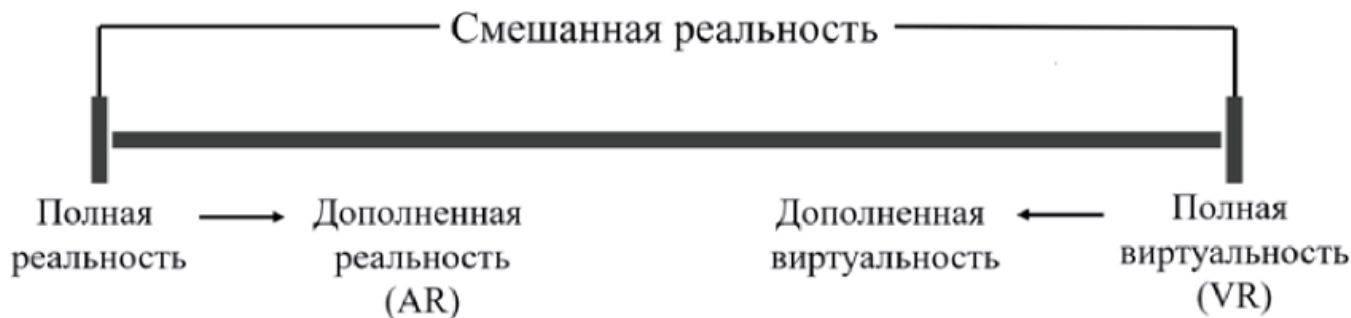 Смешанная реальность
Полная
реальность
Дополненная
реальность
(AR)
Дополненная
виртуальность
Полная
виртуальность
(VR)